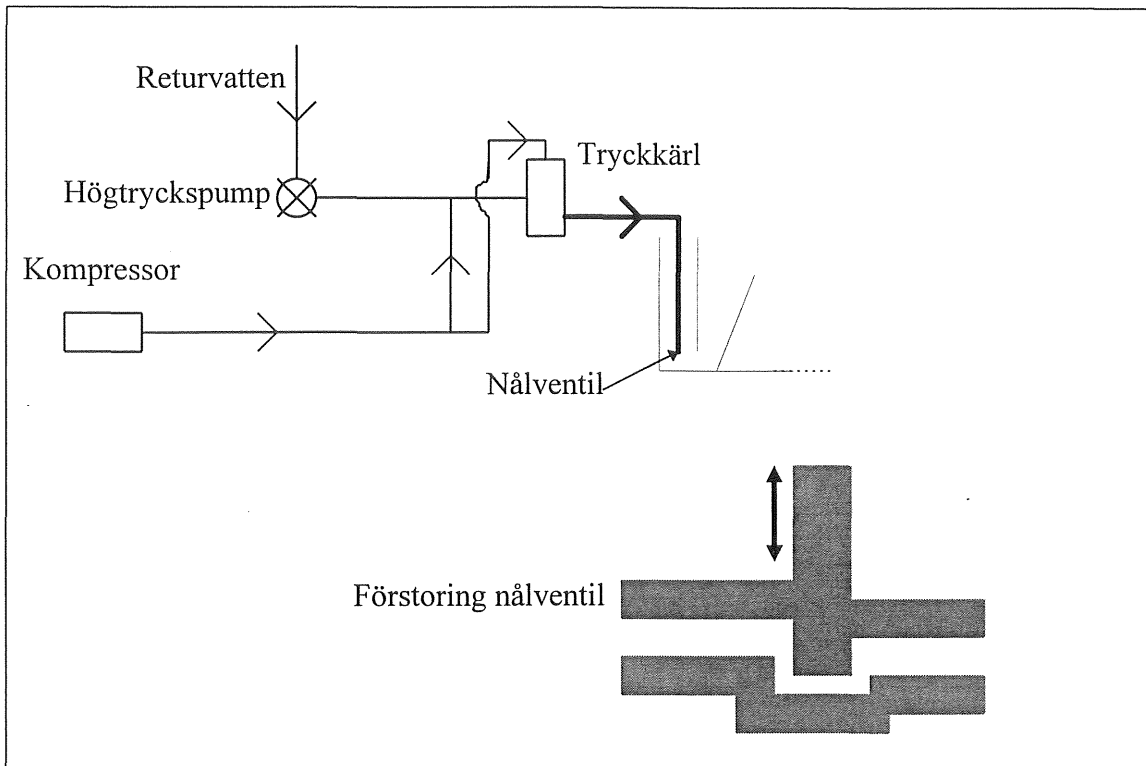 Returvatten
Tryckkärl
Högtryckspump
Kompressor
Nålventil
Förstoring nålventil